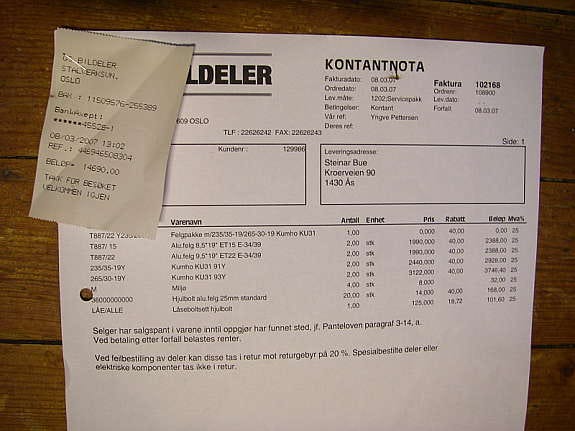 BILDELER
STÅLVERKSVN.
OSLO
BAX : 11509576-255389
BankAksept:
******45526-1
08/03/2007 13:02
REF.: 446946508304
BELØP 14690.00
TAKK FOR BESØKET
VELKOMMEN IGJEN
ILDELER
609 OSLO
TLF : 22626242 FAX: 22626243
KONTANTNOTA
Fakturadato: 08.03.07 Faktura 102168
Ordredato: 08.03.07 Ordrenr: 108900
Lev.måte: 1202,Servicepakk Lev.dato:
Betingelser: Kontant Forfall: 08.03.07
Vår ref: Yngve Pettersen
Deres ref:
Side: 1
Kundenr : 129986
Leveringsadresse:
Steinar Bue
Kroerveien 90
1430 Ås
Varenavn Antall Enhet Pris Rabatt Beløp Mva%
T887/22 Felgpakke m/235/35-19/265-30-19 Kumho KU31 1,00 0,000 40,00 0,00 25
T887/ 15 Alu.felg 8,5*19" ET15 E-34/39 2,00 stk 1990,000 40,00 2388,00 25
T887/22 Alu.felg 9,5*19" ET22 E-34/39 2,00 stk 1990,000 40,00 2388,00 25
235/35-19Y Kumho KU31 91Y 2,00 stk 2440,000 40,00 2928,00 25
265/30-19Y Kumho KU31 93Y 2,00 stk 3122,000 40,00 3746,40 25
M Miljø 4,00 stk 8,000 32,00 25
36000000000 Hjulbolt alu.felg 25mm standard 20,00 stk 14,000 40,00 168,00 25
LÅE/ALLE Låseboltsett hjulbolt 1,00 125,000 18,72 101,60 25
Selger har salgspant i varene inntil oppgjør har funnet sted, jf. Panteloven paragraf 3-14, a.
Ved betaling etter forfall belastes renter.
Ved feilbestilling av deler kan disse tas i retur mot returgebyr på 20 %. Spesialbestilte deler eller
elektriske komponenter tas ikke i retur.